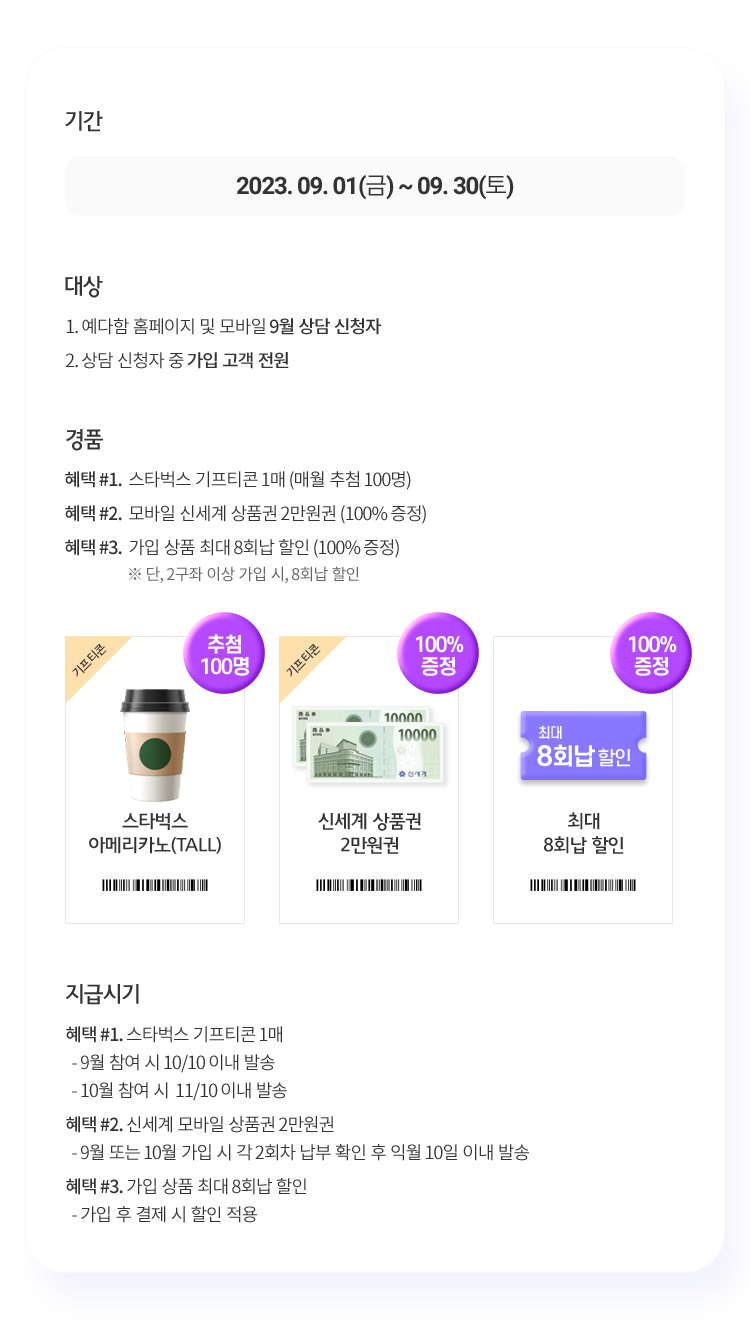 기간
2023. 09. 01(금) ~ 09. 30(토)
대상
1. 예다함 홈페이지 및 모바일 9월 상담 신청자
2. 상담 신청자 중 가입 고객 전원
경품
혜택 #1. 스타벅스 기프티콘 1매 (매월 추첨 100명)
혜택 #2. 모바일 신세계 상품권 2만원권 (100% 증정)
혜택 #3. 가입 상품 최대 8회납 할인 (100% 증정)
※ 단, 2구좌 이상 가입 시, 8회납 할인
기프티콘
추첨
100명
스타벅스
아메리카노(TALL)
기프티콘
100%
증정
10000
商品券
10000
신세계
신세계 상품권
2만원권
100%
증정
최대
8회납 할인
최대
8회납 할인
지급시기
혜택 #1. 스타벅스 기프티콘 1매
- 9월 참여 시 10/10 이내 발송
- 10월 참여 시 11/10 이내 발송
혜택 #2. 신세계 모바일 상품권 2만원권
- 9월 또는 10월 가입 시 각 2회차 납부 확인 후 익월 10일 이내 발송
혜택 #3. 가입 상품 최대 8회납 할인
- 가입 후 결제 시 할인 적용